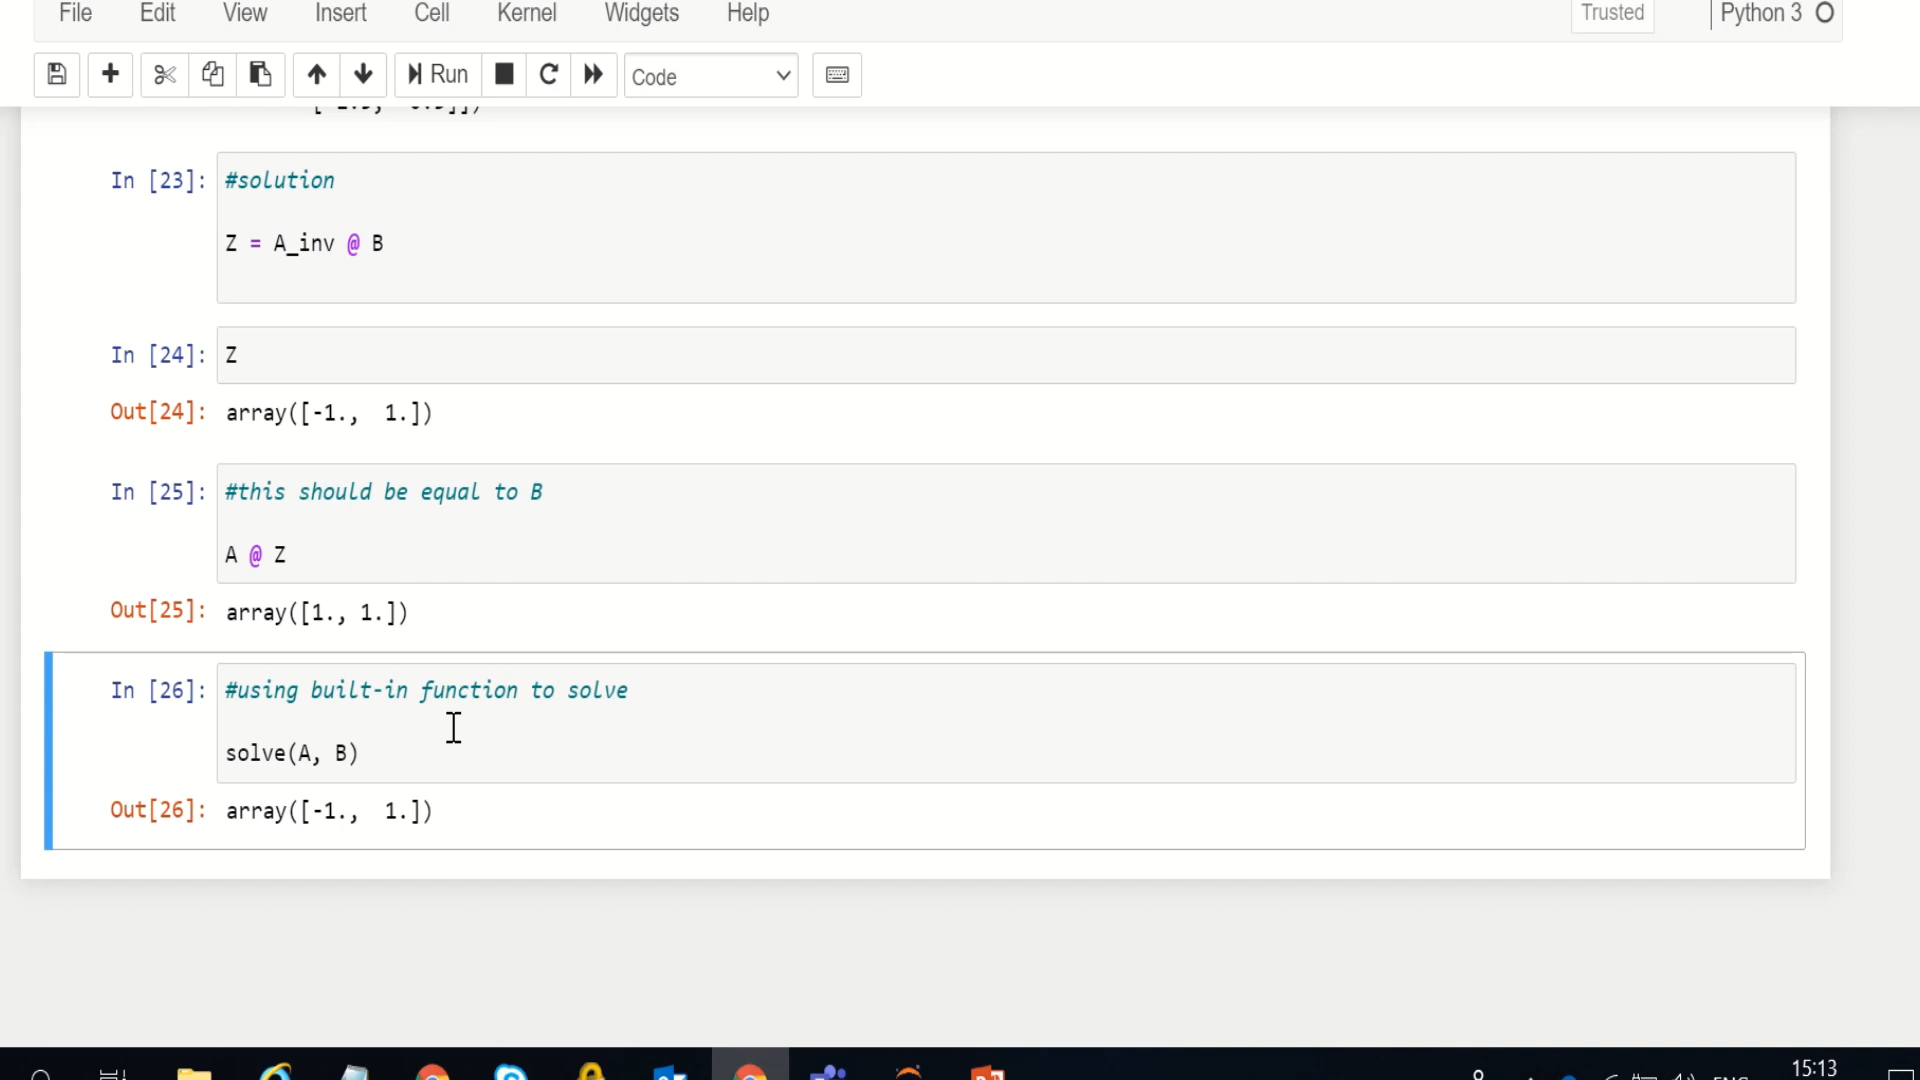 File Edit View Insert Cell Kernel Widgets Help Trusted Python 3
Run Code
In [23]: #solution
Z = A_inv @ B
In [24]: Z
Out[24]: array([-1.,  1.])
In [25]: #this should be equal to B
A @ Z
Out[25]: array([1., 1.])
In [26]: #using built-in function to solve
solve(A, B)
Out[26]: array([-1.,  1.])
15:13